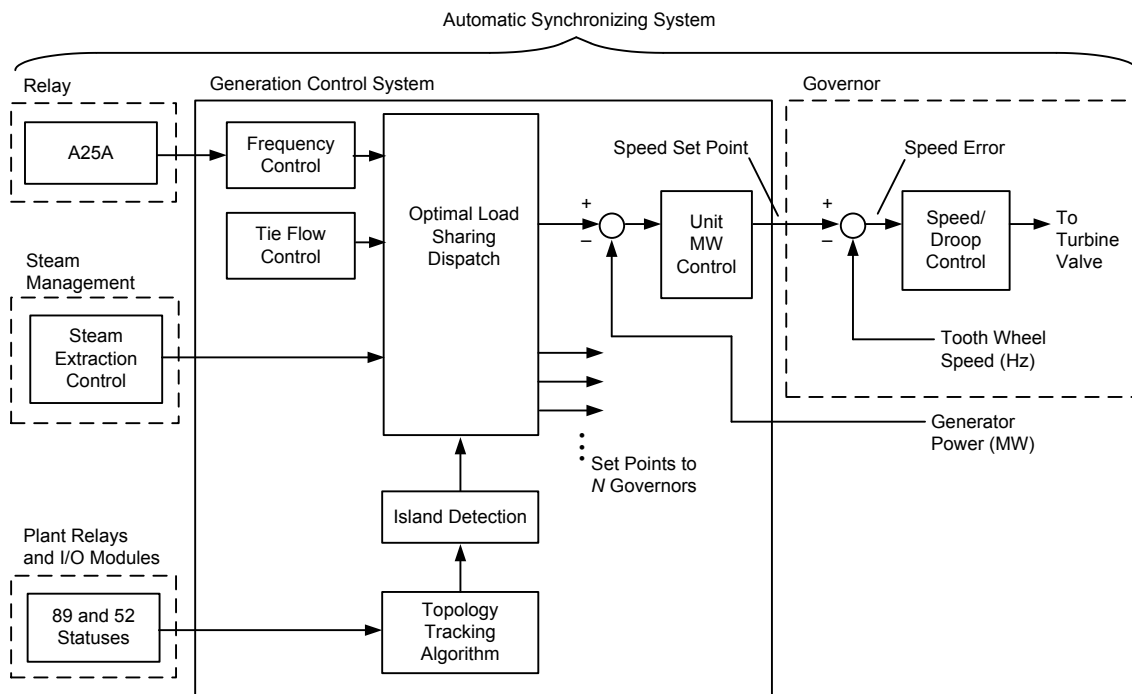 Automatic Synchronizing System
Relay
Generation Control System
Governor
A25A
Frequency
Control
Tie Flow
Control
Optimal Load
Sharing
Dispatch
Speed Set Point
Speed Error
+
−
Unit
MW
Control
+
−
Speed/
Droop
Control
To
Turbine
Valve
Steam
Management
Steam
Extraction
Control
Tooth Wheel
Speed (Hz)
Generator
Power (MW)
Set Points to
N Governors
Island Detection
Plant Relays
and I/O Modules
89 and 52
Statuses
Topology
Tracking
Algorithm